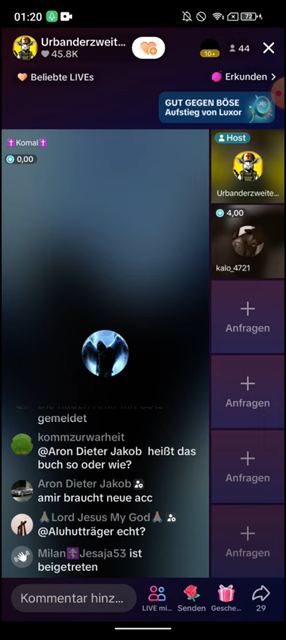 01:20
72
Urbanderzweit...
45.8K
10+
44
Beliebte LIVEs
Erkunden >
GUT GEGEN BÖSE
Aufstieg von Luxor
✝️Komal✝️
0,00
Host
Urbanderzweite...
4,00
kalo_4721
Anfragen
Anfragen
Anfragen
Anfragen
gemeldet
kommzurwarheit
@Aron Dieter Jakob heißt das
buch so oder wie?
Aron Dieter Jakob
amir braucht neue acc
🙏🏽Lord Jesus My God🙏🏽
@Aluhutträger echt?
Milan✝️Jesaja53 ist
beigetreten
Kommentar hinz...
LIVE mi...
Senden
Gesche...
29